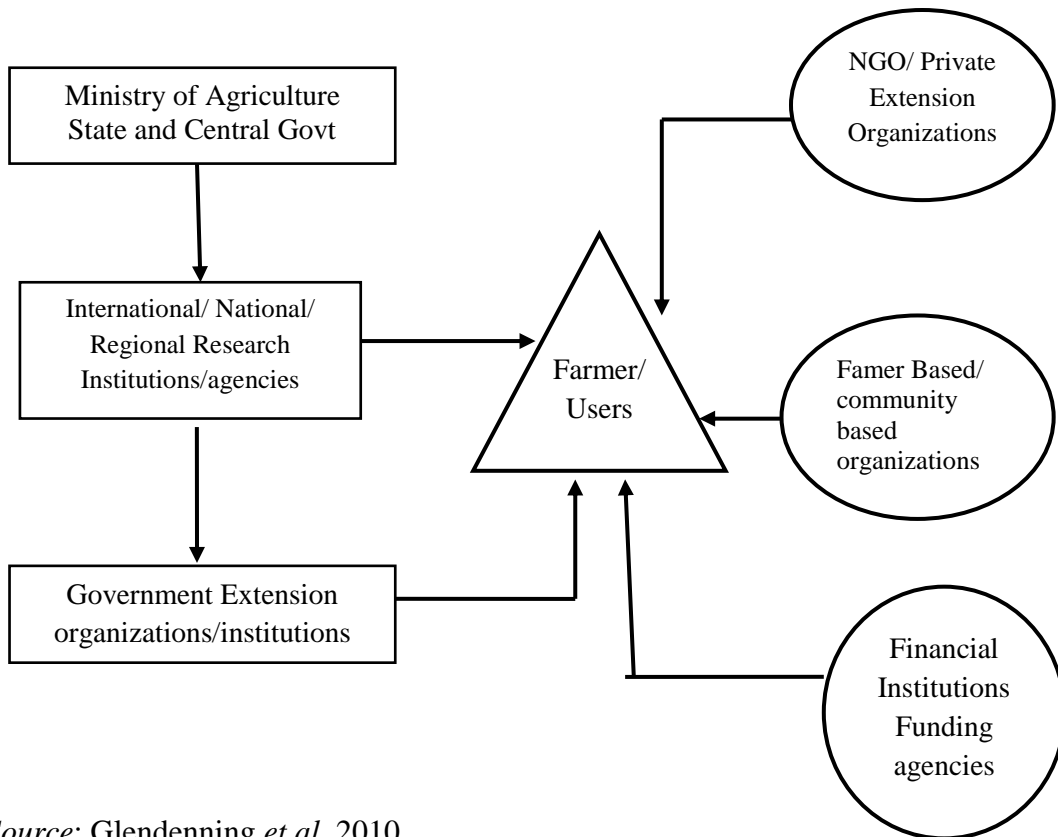 Ministry of Agriculture
State and Central Govt
International/ National/
Regional Research
Institutions/agencies
Government Extension
organizations/institutions
Farmer/
Users
NGO/ Private
Extension
Organizations
Famer Based/
community
based
organizations
Financial
Institutions
Funding
agencies
ource: Glendenning et al, 2010